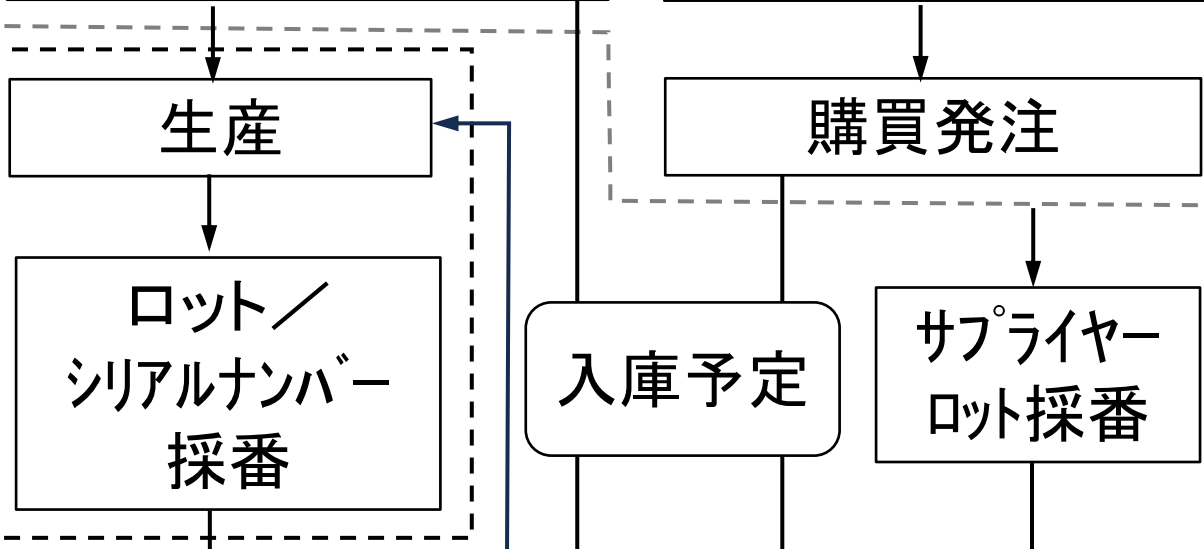 生産
購買発注
ロット／
シリアルナンバー
採番
入庫予定
サプライヤー
ロット採番